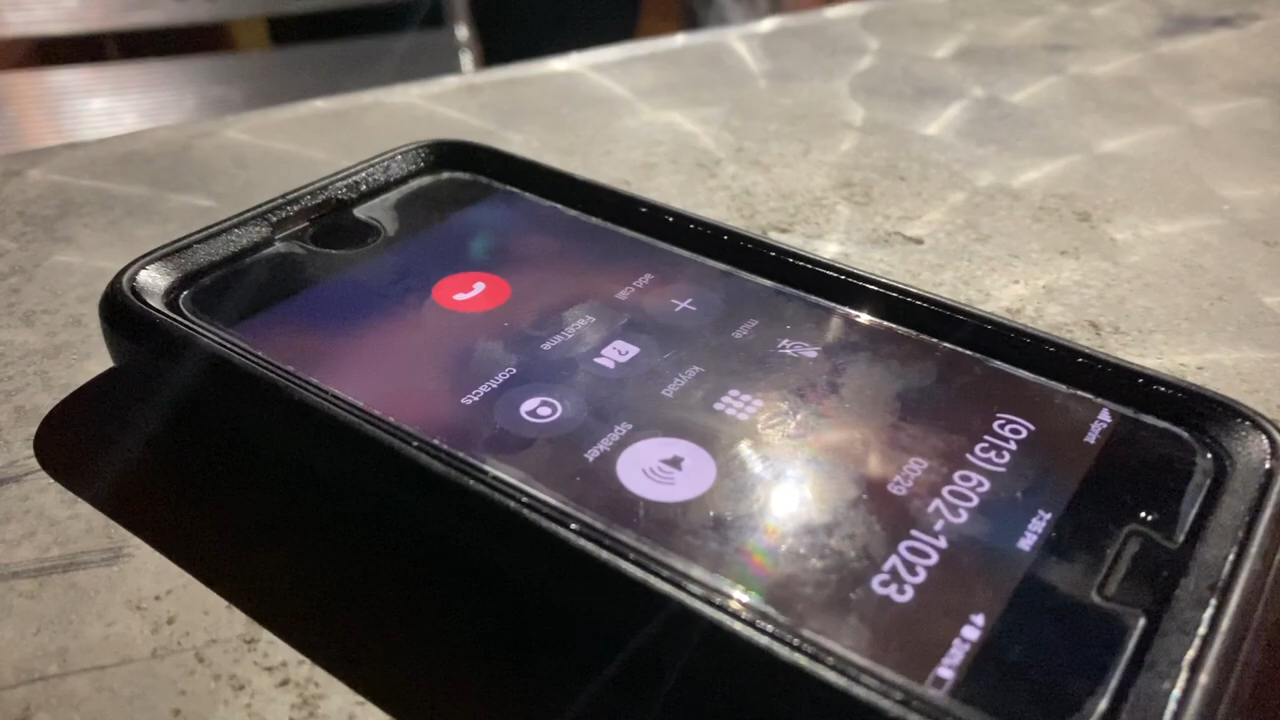 Sprint 7:35 PM
(913) 602-1023
00:29
mute keypad speaker
add call FaceTime contacts